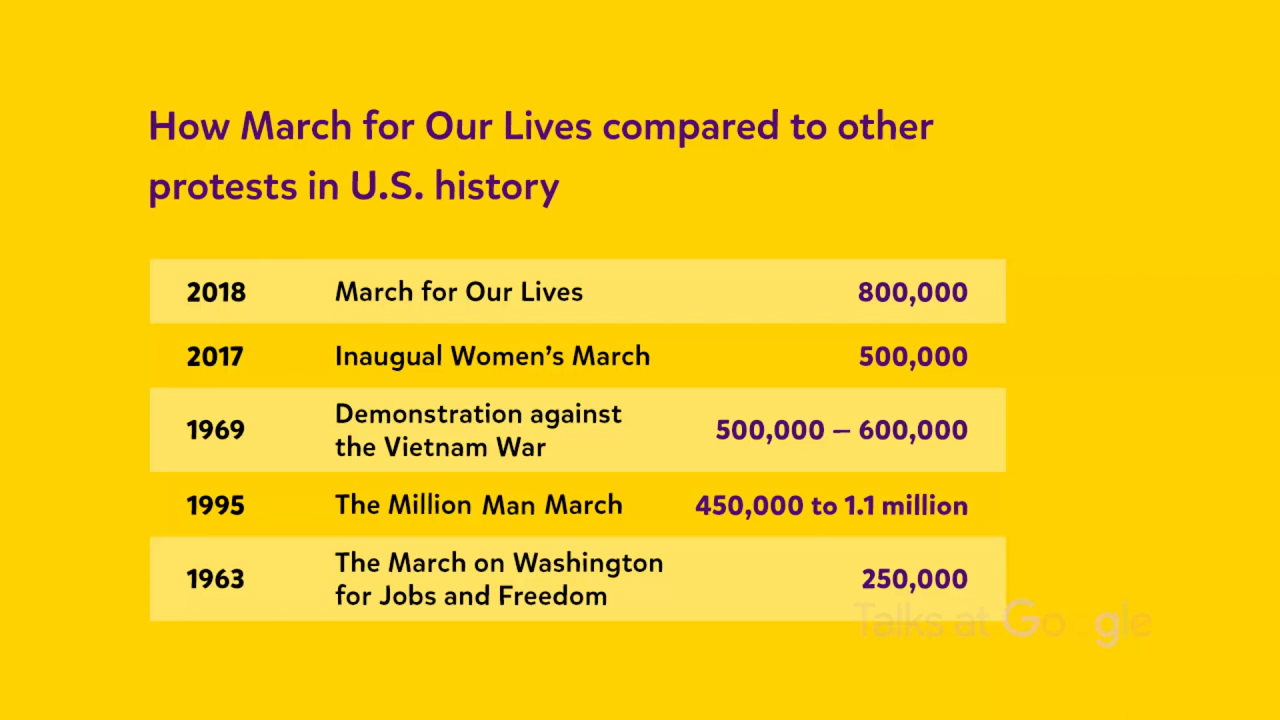 How March for Our Lives compared to other
protests in U.S. history
2018 March for Our Lives 800,000
2017 Inaugual Women's March 500,000
1969 Demonstration against
the Vietnam War 500,000 – 600,000
1995 The Million Man March 450,000 to 1.1 million
1963 The March on Washington
for Jobs and Freedom 250,000
Talks at Google